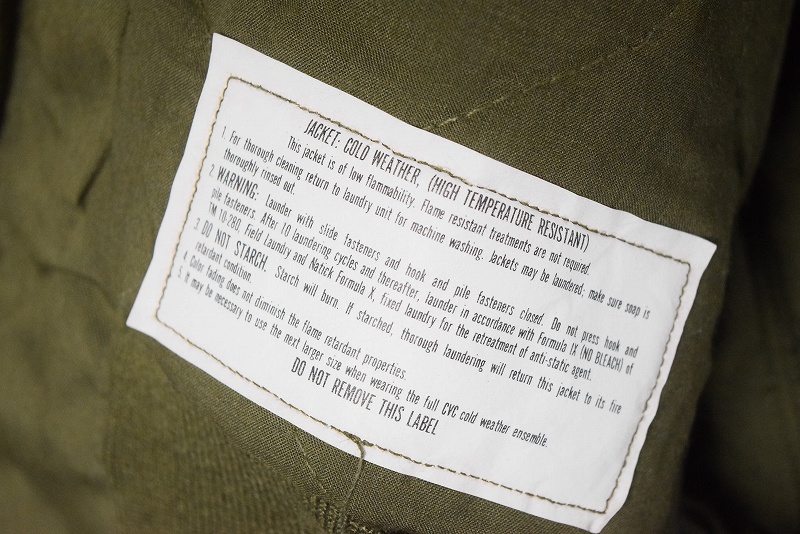 JACKET: COLD WEATHER, (HIGH TEMPERATURE RESISTANT)
This jacket is of low flammability. Flame resistant treatments are not required.
1. For thorough cleaning return to laundry unit for machine washing. Jackets may be laundered; make sure soap is
thoroughly rinsed out.
2. WARNING: Launder with slide fasteners and hook and pile fasteners closed. Do not press hook and
pile fasteners. After 10 laundering cycles and thereafter, launder in accordance with Formula IX (NO BLEACH) of
TM 10-280, Field Laundry and Natick Formula X, fixed laundry for the retreatment of anti-static agent.
3. DO NOT STARCH. Starch will burn. If starched, thorough laundering will return this jacket to its fire
retardant condition.
4. Color fading does not diminish the flame retardant properties.
5. It may be necessary to use the next larger size when wearing the full CVC cold weather ensemble.
DO NOT REMOVE THIS LABEL